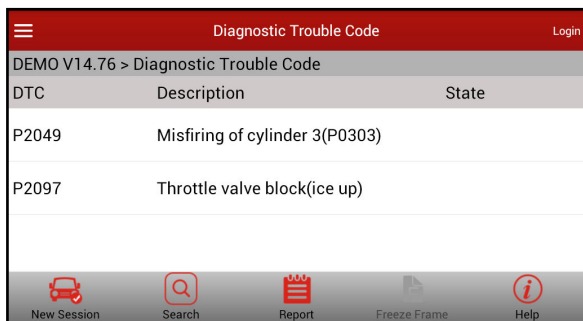 Diagnostic Trouble Code Login
DEMO V14.76 > Diagnostic Trouble Code
DTC Description State
P2049 Misfiring of cylinder 3(P0303)
P2097 Throttle valve block(ice up)
New Session Search Report Freeze Frame Help